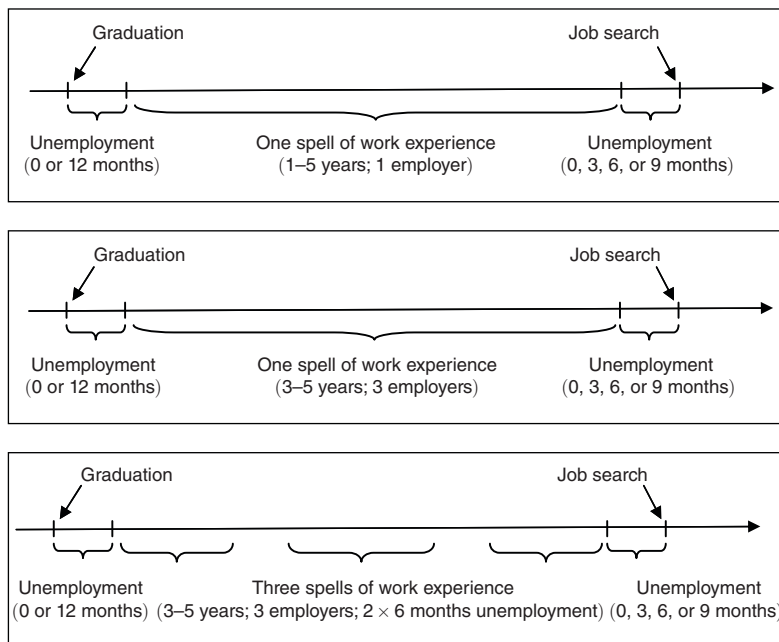 Graduation Job search
Unemployment One spell of work experience Unemployment
(0 or 12 months) (1–5 years; 1 employer) (0, 3, 6, or 9 months)
Graduation Job search
Unemployment One spell of work experience Unemployment
(0 or 12 months) (3–5 years; 3 employers) (0, 3, 6, or 9 months)
Graduation Job search
Unemployment Three spells of work experience Unemployment
(0 or 12 months) (3–5 years; 3 employers; 2 × 6 months unemployment) (0, 3, 6, or 9 months)